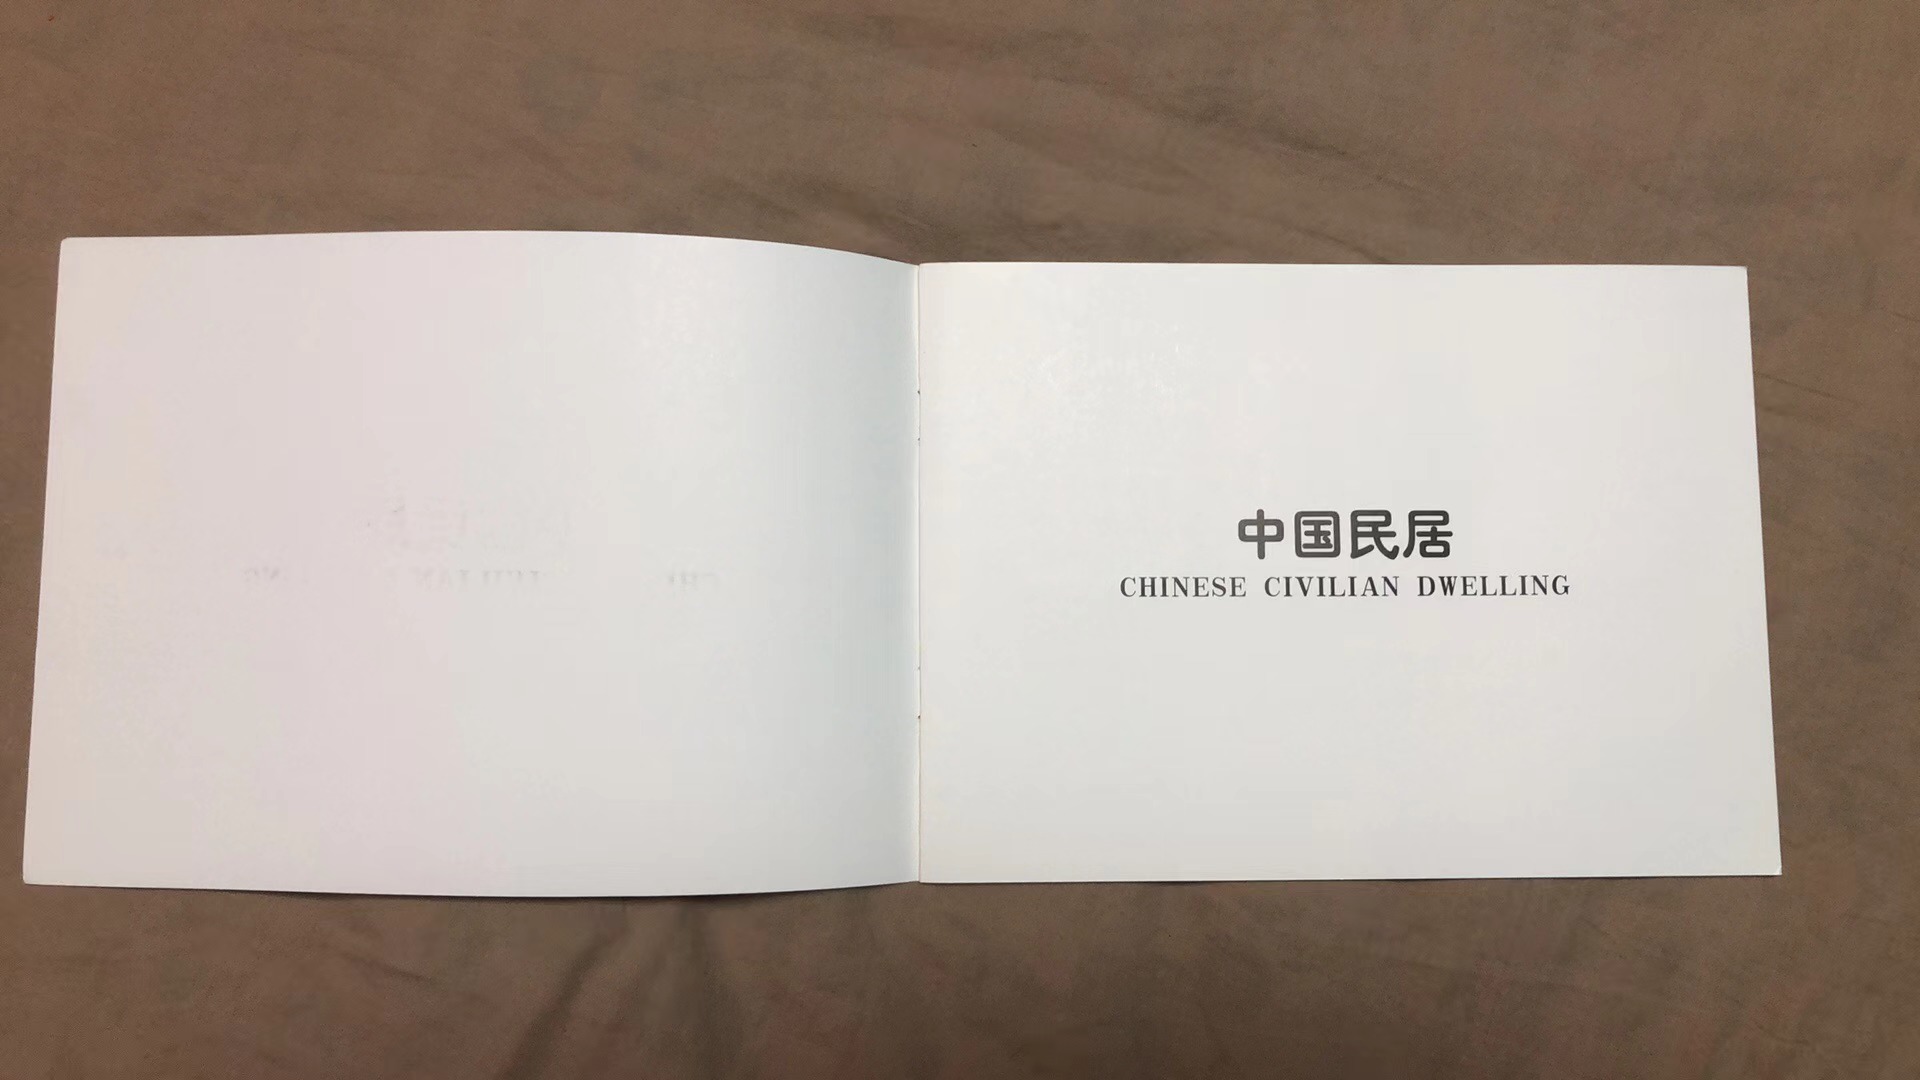 中国民居
CHINESE CIVILIAN DWELLING